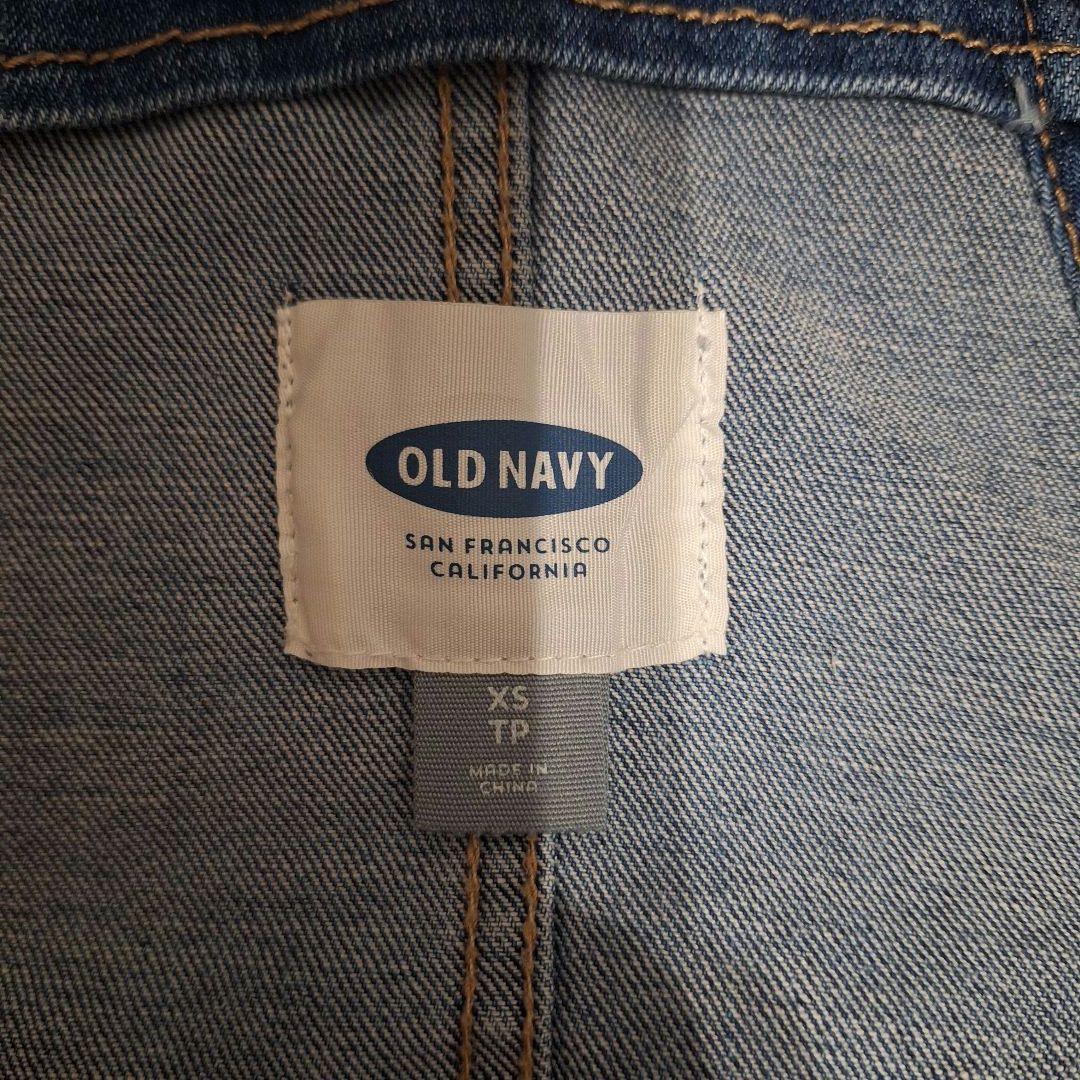 OLD NAVY
SAN FRANCISCO
CALIFORNIA
XS
TP
MADE IN
CHINA